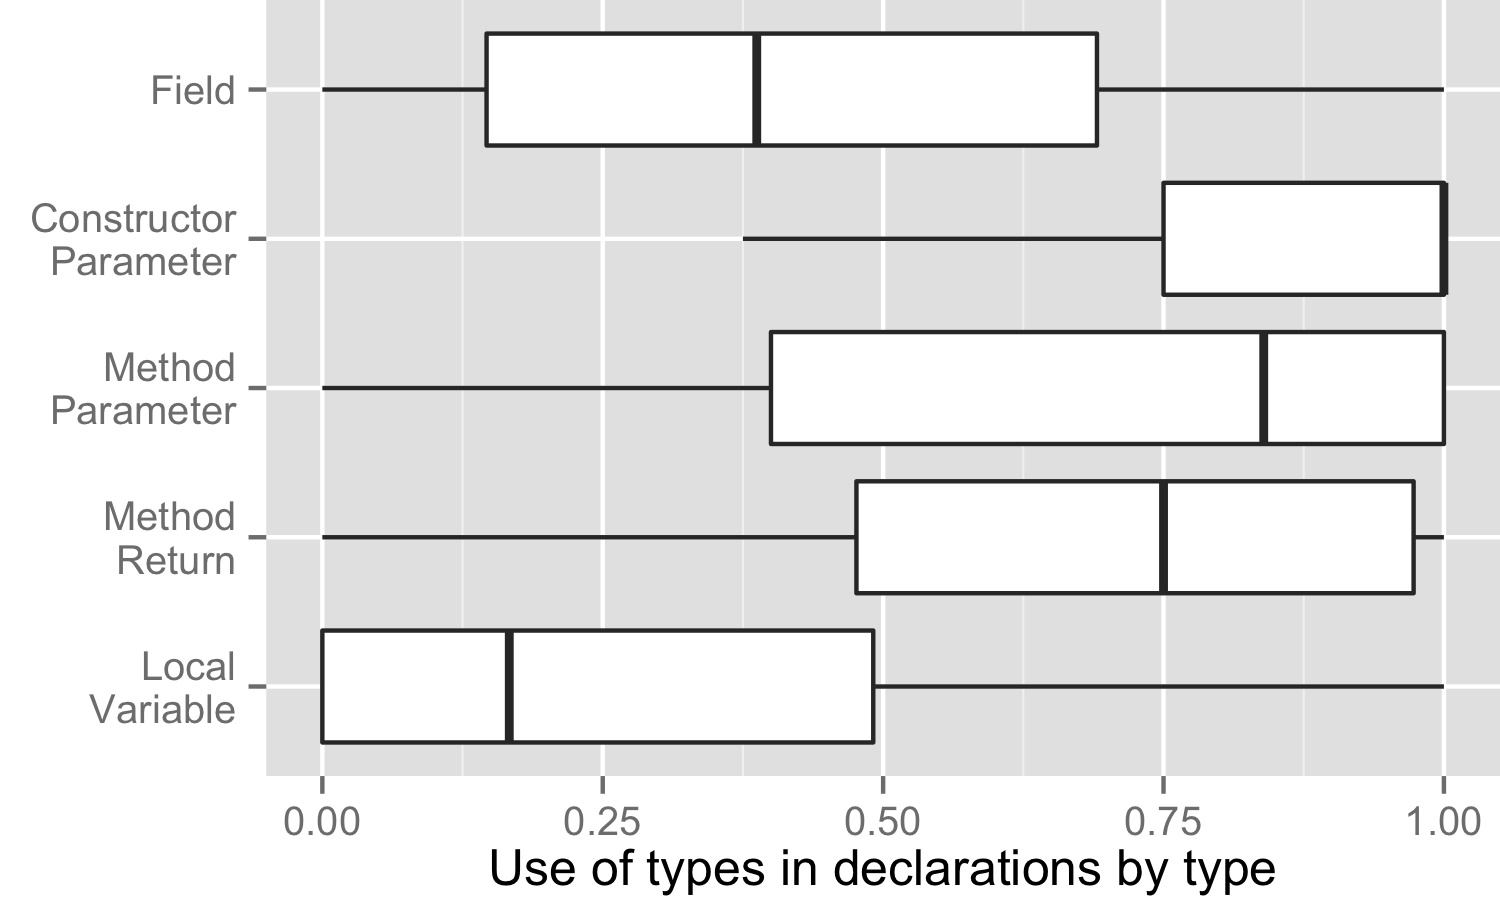 Field
Constructor
Parameter
Method
Parameter
Method
Return
Local
Variable
0.00 0.25 0.50 0.75 1.00
Use of types in declarations by type